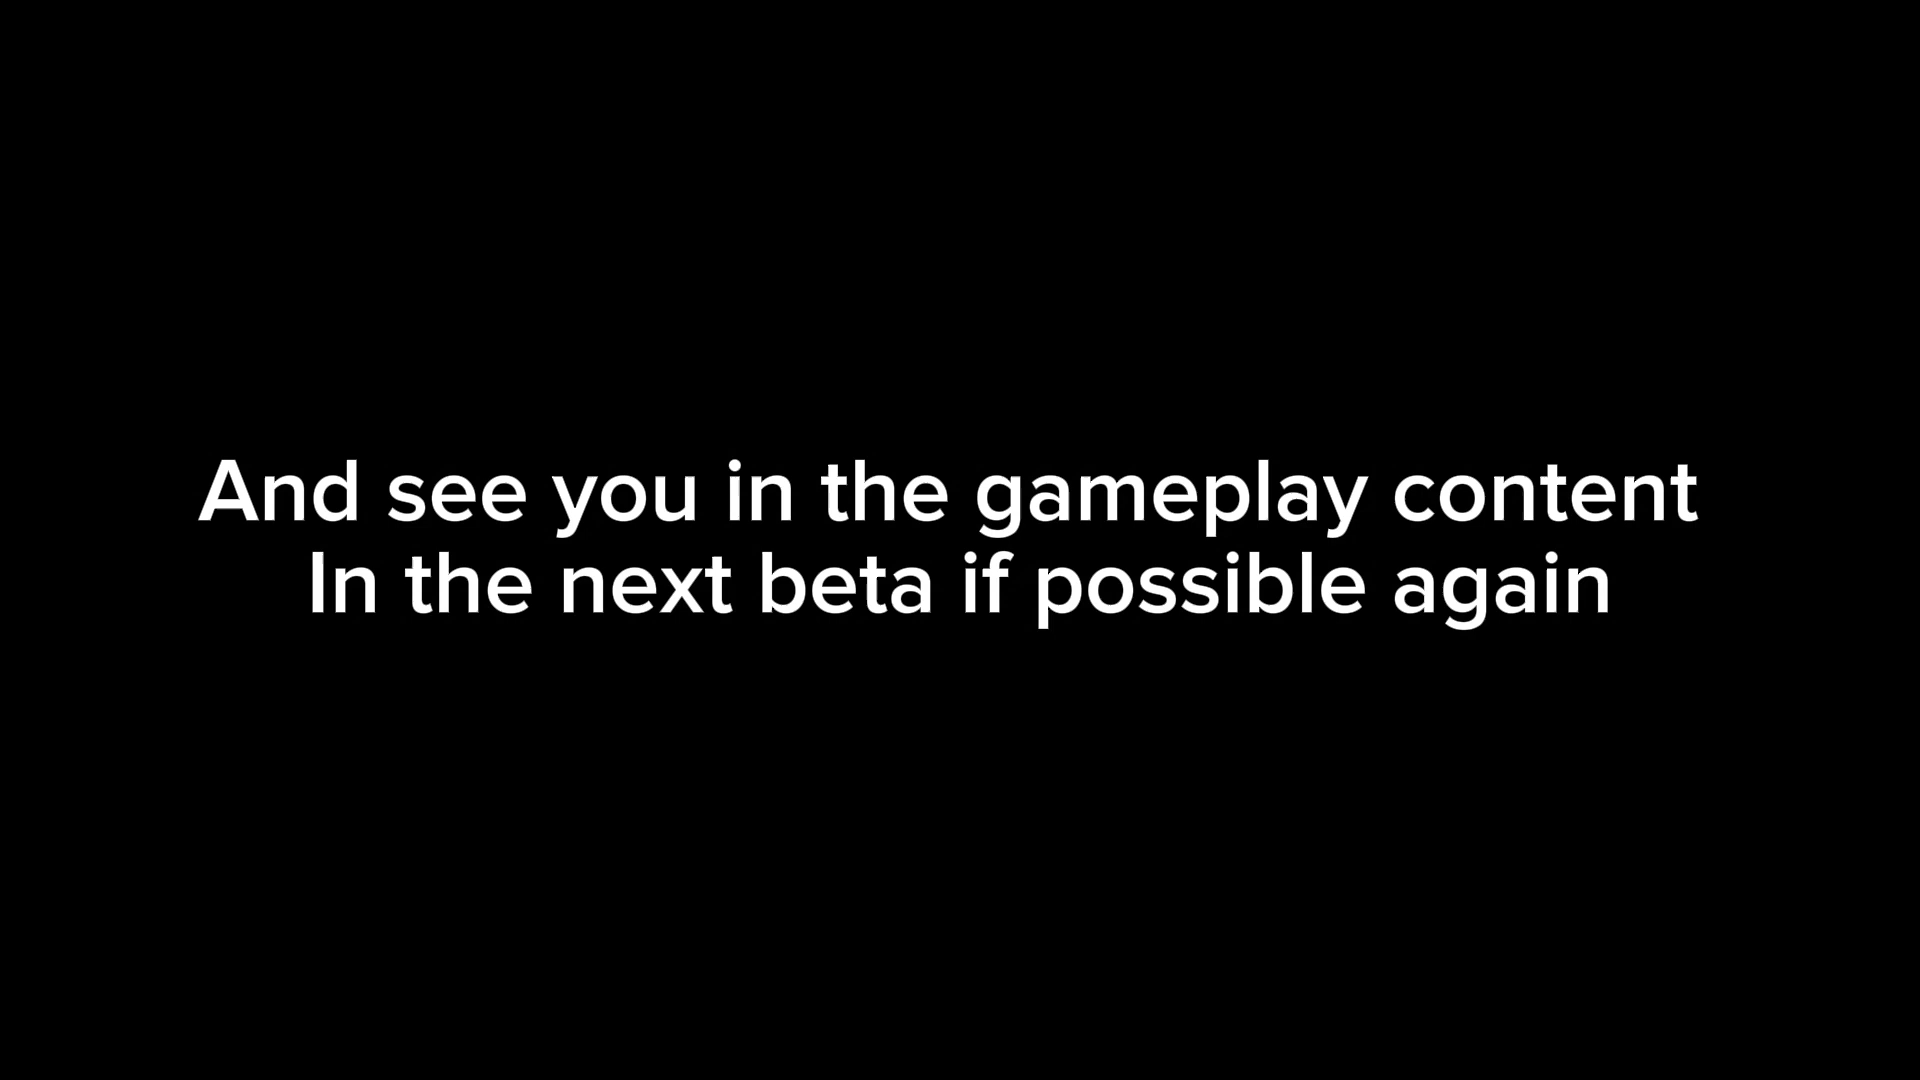 And see you in the gameplay content
In the next beta if possible again